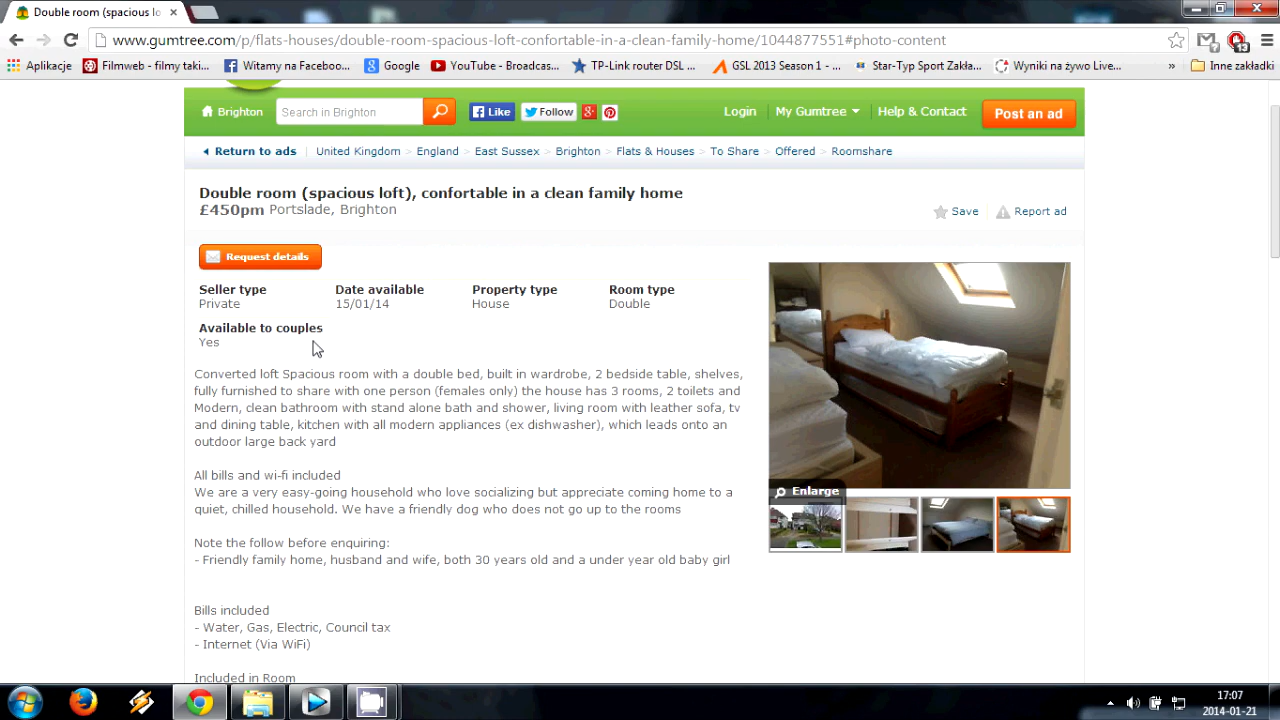 Double room (spacious lo
www.gumtree.com/p/flats-houses/double-room-spacious-loft-confortable-in-a-clean-family-home/1044877551#photo-content
13
Aplikacje Filmweb - filmy taki... Witamy na Faceboo... Google YouTube - Broadcas... TP-Link router DSL ... GSL 2013 Season 1 - ... Star-Typ Sport Zakła... Wyniki na żywo Live... » Inne zakładki
Brighton Search in Brighton Like Follow Login My Gumtree Help & Contact Post an ad
Return to ads United Kingdom > England > East Sussex > Brighton > Flats & Houses > To Share > Offered > Roomshare
Double room (spacious loft), confortable in a clean family home
£450pm Portslade, Brighton
Save Report ad
Request details
Seller type Date available Property type Room type
Private 15/01/14 House Double
Available to couples
Yes
Converted loft Spacious room with a double bed, built in wardrobe, 2 bedside table, shelves,
fully furnished to share with one person (females only) the house has 3 rooms, 2 toilets and
Modern, clean bathroom with stand alone bath and shower, living room with leather sofa, tv
and dining table, kitchen with all modern appliances (ex dishwasher), which leads onto an
outdoor large back yard
All bills and wi-fi included
We are a very easy-going household who love socializing but appreciate coming home to a
quiet, chilled household. We have a friendly dog who does not go up to the rooms
Enlarge
Note the follow before enquiring:
- Friendly family home, husband and wife, both 30 years old and a under year old baby girl
Bills included
- Water, Gas, Electric, Council tax
- Internet (Via WiFi)
Included in Room
17:07
2014-01-21